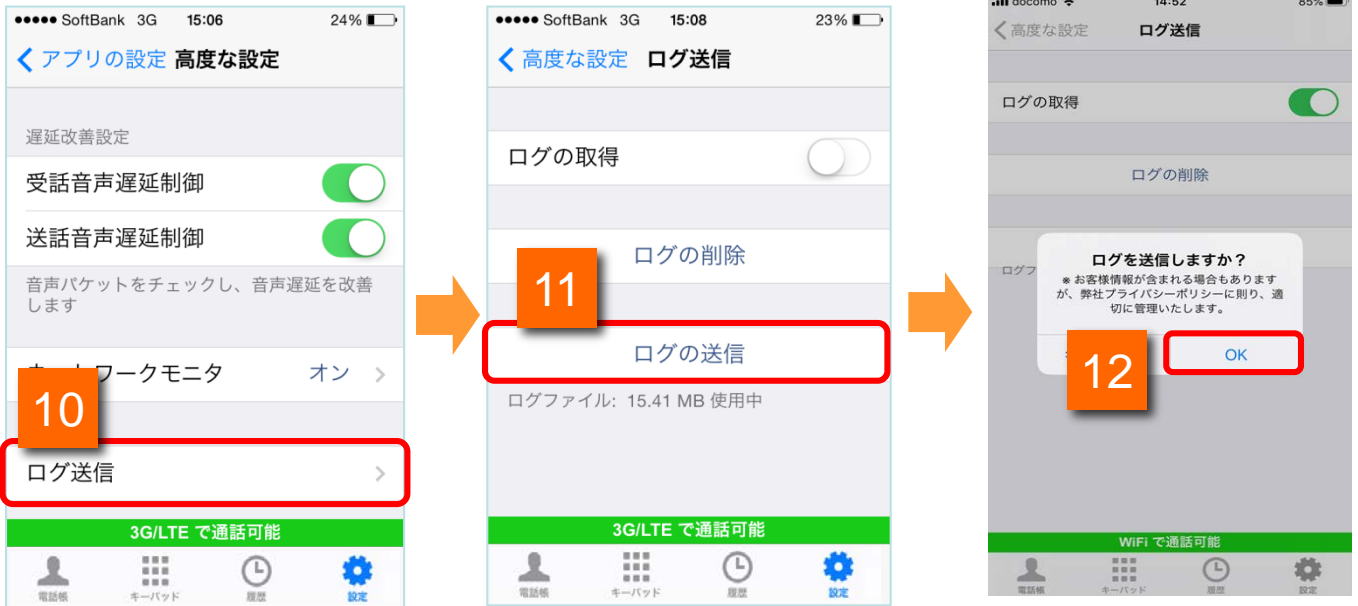 SoftBank 3G 15:06 24%
アプリの設定 高度な設定
遅延改善設定
受話音声遅延制御
送話音声遅延制御
音声パケットをチェックし、音声遅延を改善
します
ワークモニタ オン
10
ログ送信
3G/LTE で通話可能
電話帳 キーパッド 履歴 設定
SoftBank 3G 15:08 23%
高度な設定 ログ送信
ログの取得
ログの削除
11
ログの送信
ログファイル: 15.41 MB 使用中
3G/LTE で通話可能
電話帳 キーパッド 履歴 設定
docomo 14:52 85%
高度な設定 ログ送信
ログの取得
ログの削除
ログフ
ログを送信しますか？
※お客様情報が含まれる場合もあります
が、弊社プライバシーポリシーに則り、適
切に管理いたします。
OK
12
WiFi で通話可能
電話帳 キーパッド 履歴 設定